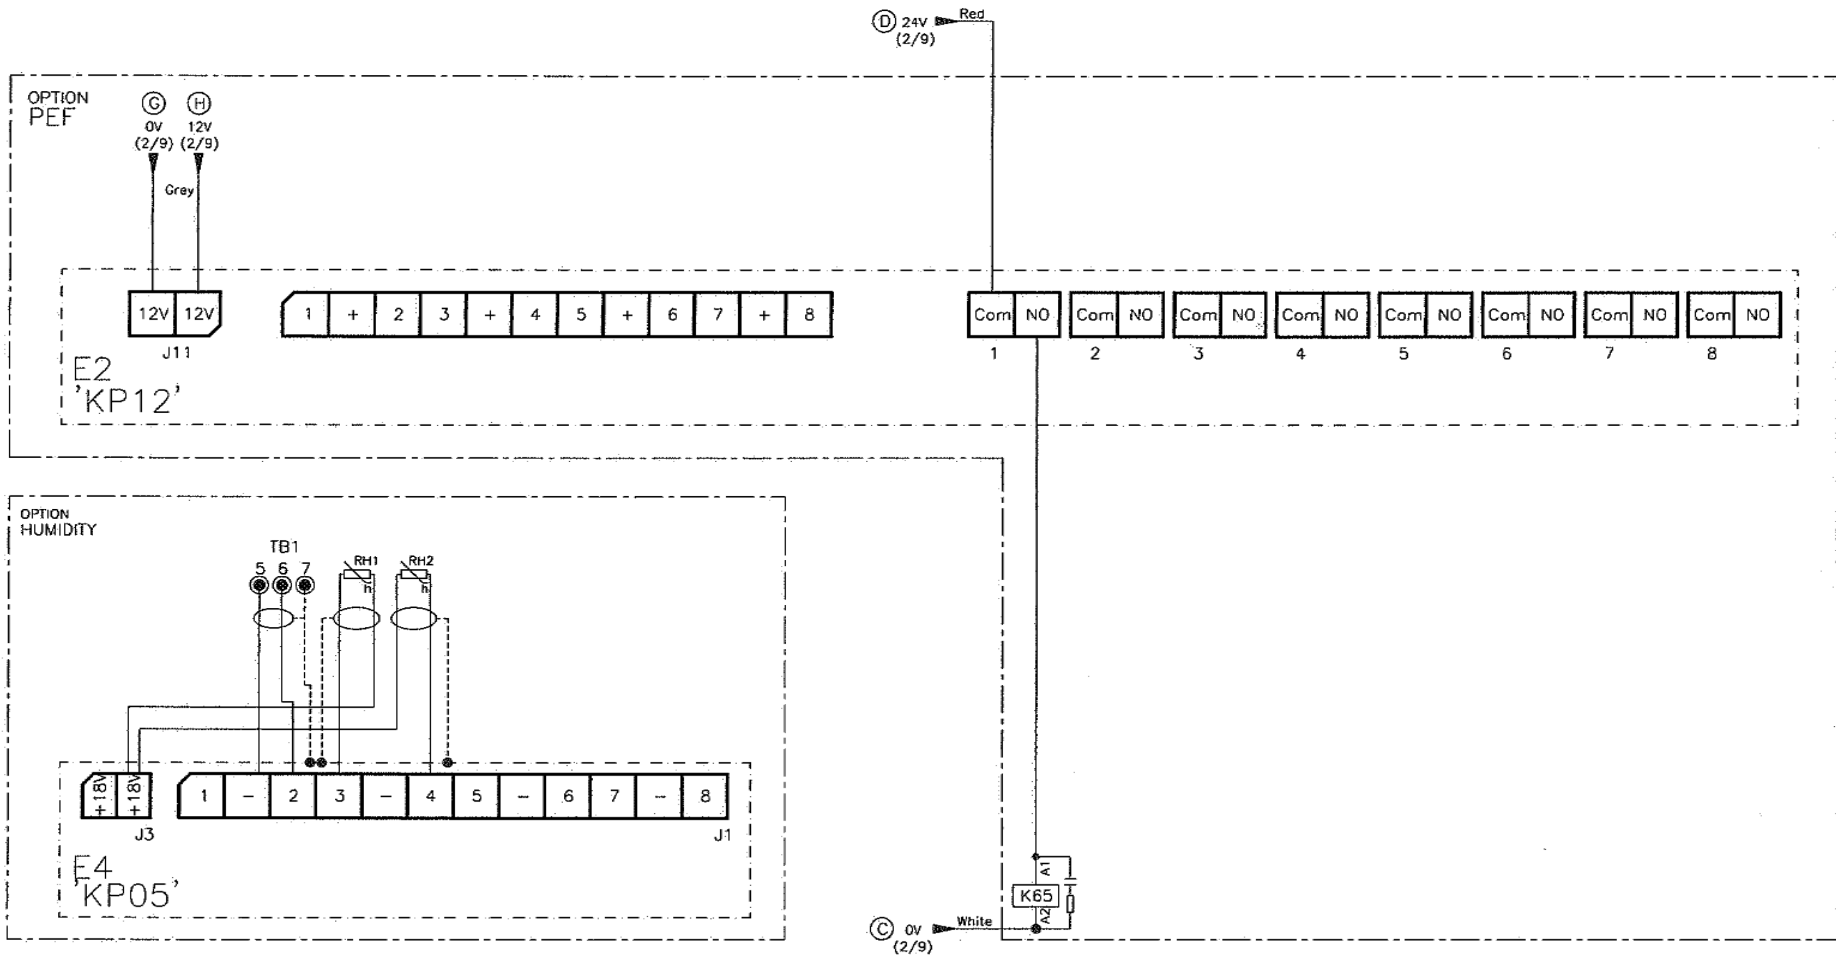 D 24V Red
(2/9)
OPTION
PEF
G H
0V 12V
(2/9) (2/9)
Grey
12V 12V
J11
1 + 2 3 + 4 5 + 6 7 + 8
Com NO Com NO Com NO Com NO Com NO Com NO Com NO Com NO
1 2 3 4 5 6 7 8
E2
'KP12'
OPTION
HUMIDITY
TB1
5 6 7
RH1 RH2
h h
+18V +18V
J3
1 - 2 3 - 4 5 - 6 7 - 8
J1
E4
'KP05'
A1
K65
A2
C 0V White
(2/9)